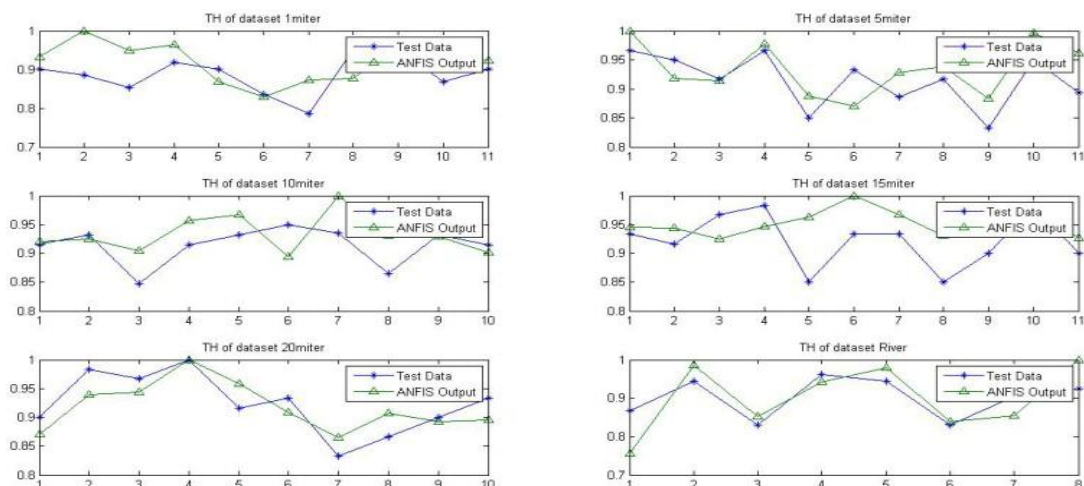 TH of dataset 1miter
1
0.9
0.8
0.7
1 2 3 4 5 6 7 8 9 10 11
Test Data
ANFIS Output
TH of dataset 5miter
1
0.95
0.9
0.85
0.8
1 2 3 4 5 6 7 8 9 10 11
Test Data
ANFIS Output
TH of dataset 10miter
1
0.95
0.9
0.85
0.8
1 2 3 4 5 6 7 8 9 10
Test Data
ANFIS Output
TH of dataset 15miter
1
0.95
0.9
0.85
0.8
1 2 3 4 5 6 7 8 9 10 11
Test Data
ANFIS Output
TH of dataset 20miter
1
0.95
0.9
0.85
0.8
1 2 3 4 5 6 7 8 9 10
Test Data
ANFIS Output
TH of dataset River
1
0.9
0.8
0.7
1 2 3 4 5 6 7 8
Test Data
ANFIS Output